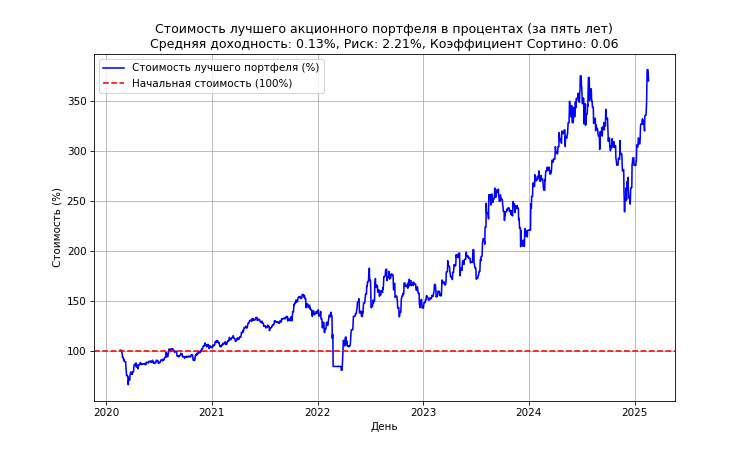 Стоимость лучшего акционного портфеля в процентах (за пять лет)
Средняя доходность: 0.13%, Риск: 2.21%, Коэффициент Сортино: 0.06
Стоимость лучшего портфеля (%)
Начальная стоимость (100%)
Стоимость (%)
350
300
250
200
150
100
2020
2021
2022
2023
2024
2025
День